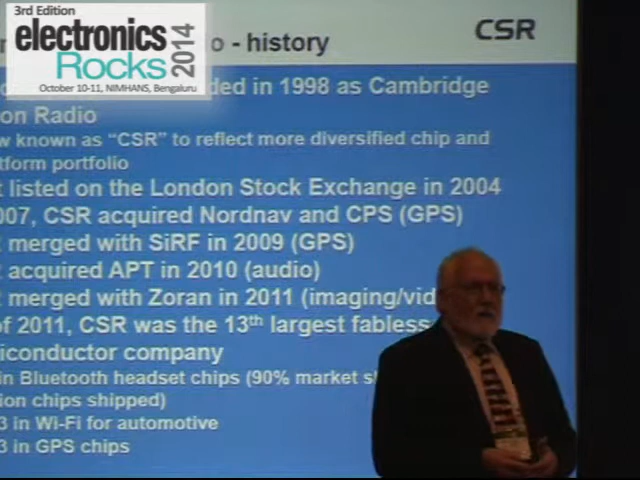 3rd Edition
electronics
Rocks 2014
October 10-11, NIMHANS, Bengaluru
o - history
CSR
ded in 1998 as Cambridge
on Radio
w known as "CSR" to reflect more diversified chip and
tform portfolio
t listed on the London Stock Exchange in 2004
007, CSR acquired Nordnav and CPS (GPS)
merged with SiRF in 2009 (GPS)
acquired APT in 2010 (audio)
merged with Zoran in 2011 (imaging/vid
of 2011, CSR was the 13th largest fabless
iconductor company
in Bluetooth headset chips (90% market s
ion chips shipped)
3 in Wi-Fi for automotive
3 in GPS chips